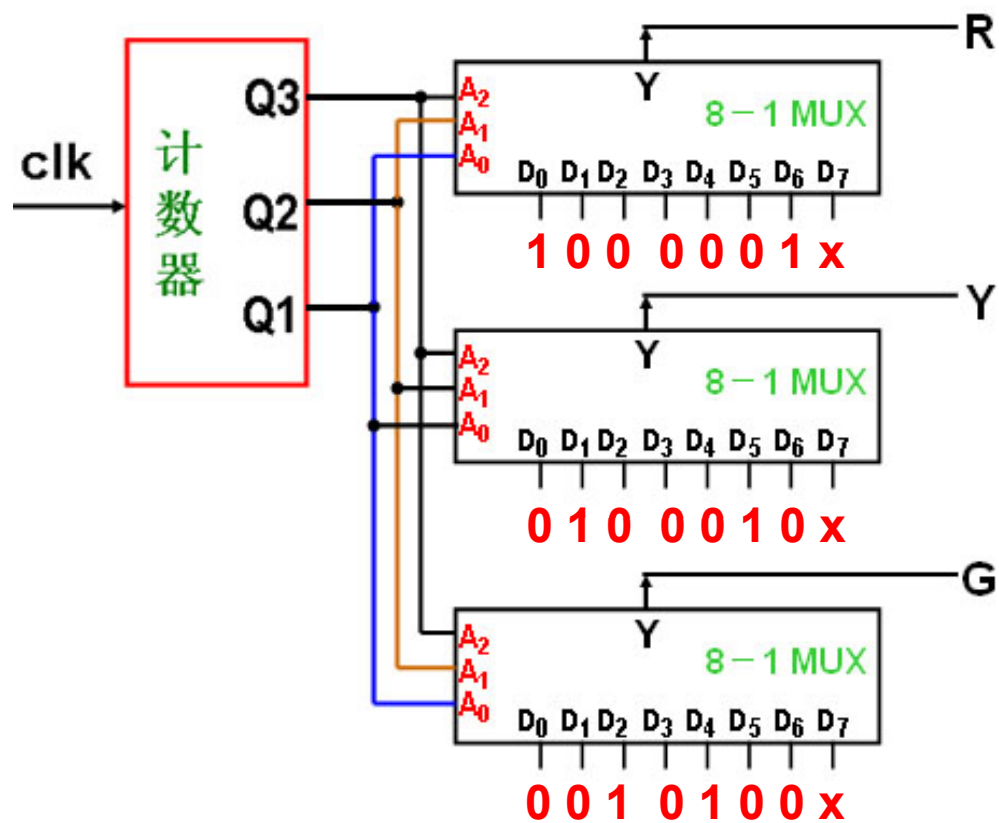 R
Q3
A2
Y
A1
8-1 MUX
计数器
clk
A0
D0 D1 D2 D3 D4 D5 D6 D7
Q2
1 0 0 0 0 0 1 x
Q1
Y
A2
Y
A1
8-1 MUX
A0
D0 D1 D2 D3 D4 D5 D6 D7
0 1 0 0 0 1 0 x
G
A2
Y
A1
8-1 MUX
A0
D0 D1 D2 D3 D4 D5 D6 D7
0 0 1 0 1 0 0 x